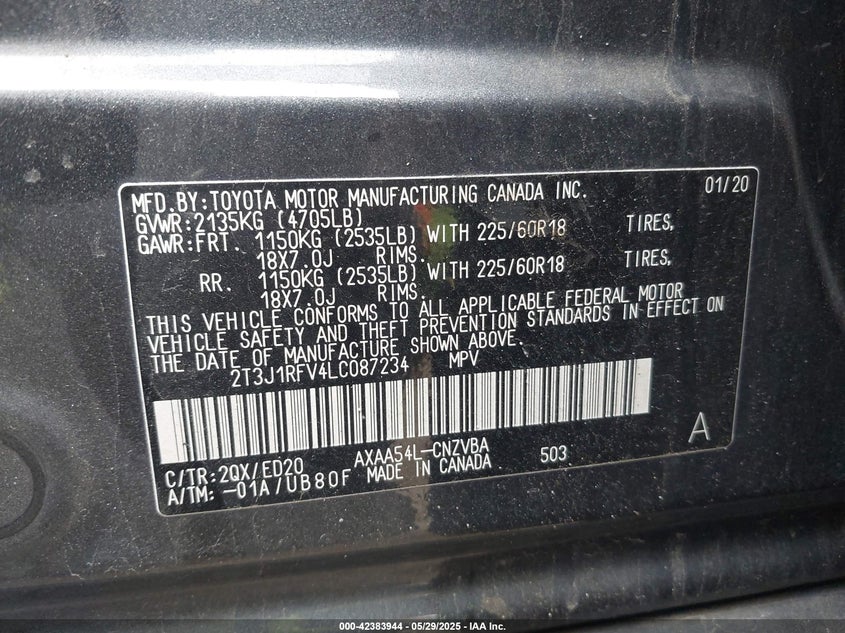 MFD.BY:TOYOTA MOTOR MANUFACTURING CANADA INC. 01/20
GVWR:2135KG (4705LB)
GAWR:FRT. 1150KG (2535LB) WITH 225/60R18 TIRES,
18X7.0J RIMS.
RR. 1150KG (2535LB) WITH 225/60R18 TIRES,
18X7.0J RIMS.
THIS VEHICLE CONFORMS TO ALL APPLICABLE FEDERAL MOTOR
VEHICLE SAFETY AND THEFT PREVENTION STANDARDS IN EFFECT ON
THE DATE OF MANUFACTURE SHOWN ABOVE.
2T3J1RFV4LC087234 MPV
A
C/TR:2QX/ED20 AXAA54L-CNZVBA 503
A/TM:-01A/UB80F MADE IN CANADA
000-42383944 - 05/29/2025 - IAA Inc.